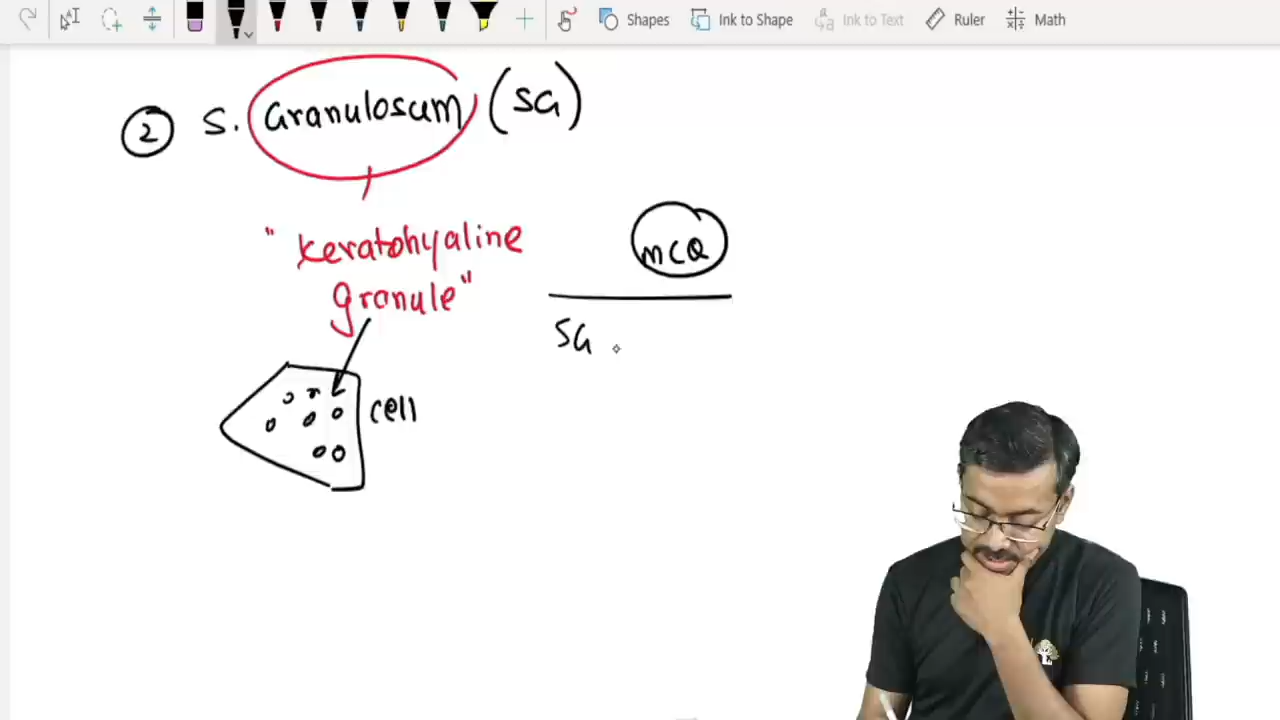 Shapes
Ink to Shape
Ink to Text
Ruler
Math
2 S. Granulosum (SG)
"Keratohyaline
granule"
MCQ
SG
cell